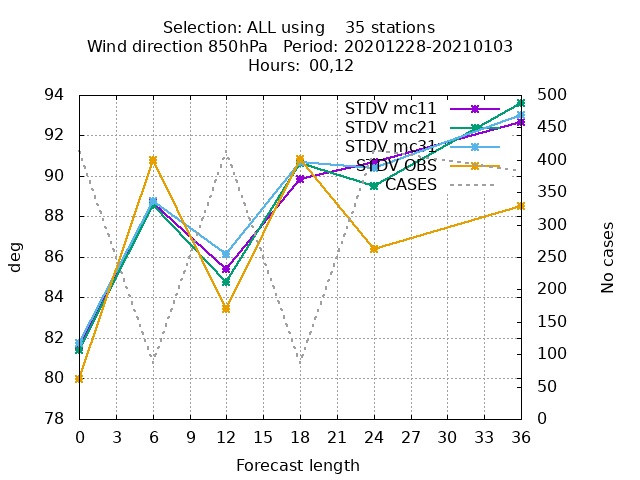 Selection: ALL using    35 stations
Wind direction 850hPa   Period: 20201228-20210103
Hours:  00,12
94
92
90
88
86
84
82
80
78
deg
500
450
400
350
300
250
200
150
100
50
0
No cases
STDV mc11
STDV mc21
STDV mc31
STDV OBS
CASES
0 3 6 9 12 15 18 21 24 27 30 33 36
Forecast length